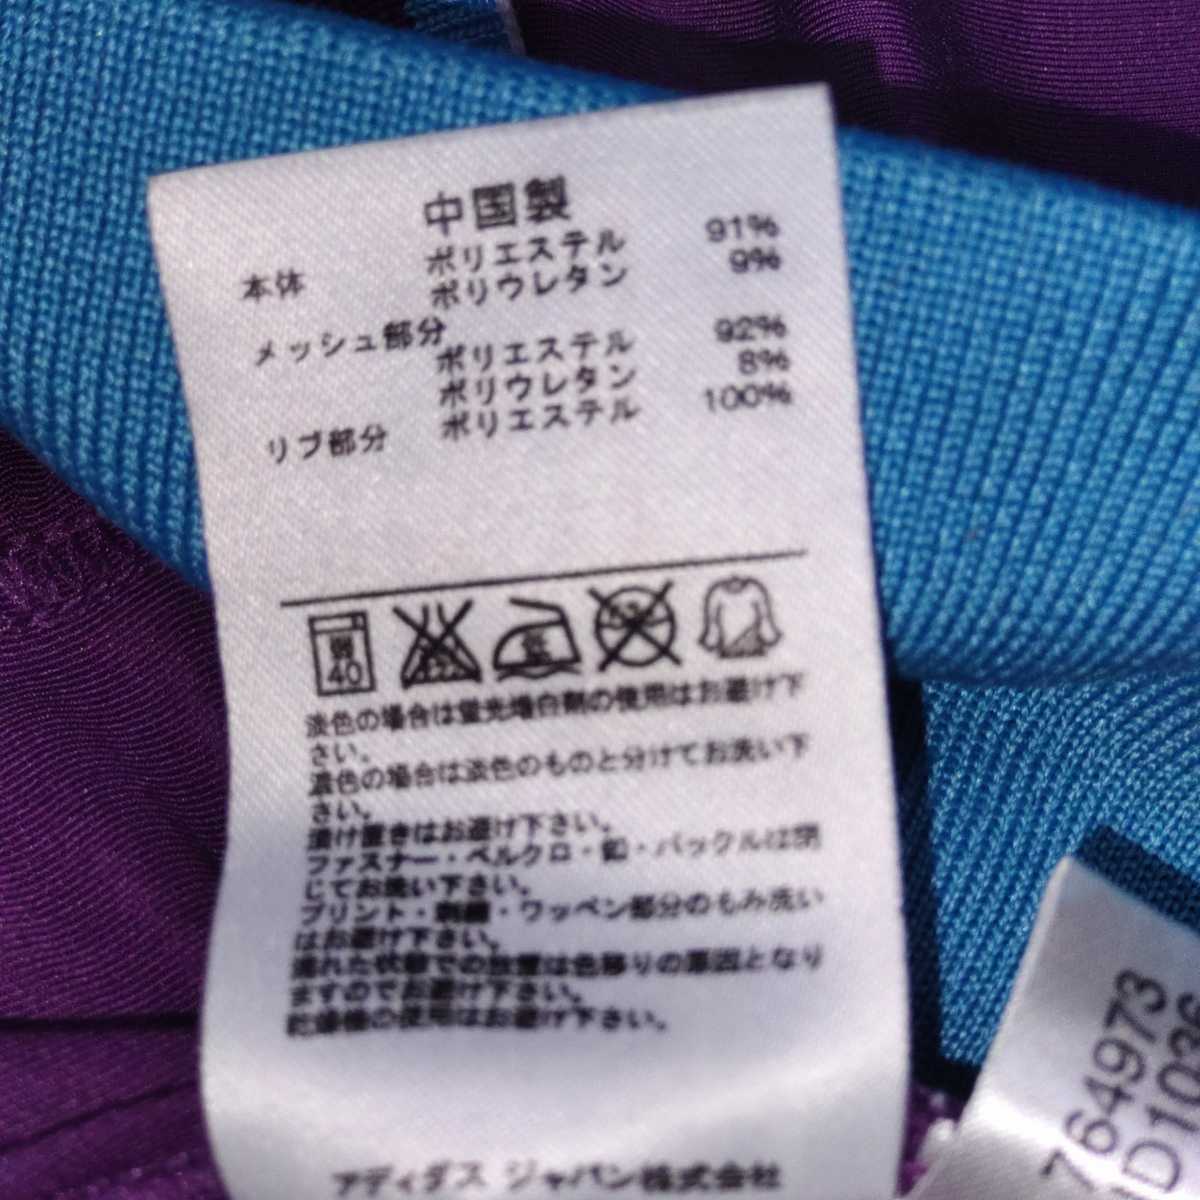 中国製
本体 ポリエステル 91%
ポリウレタン 9%
メッシュ部分
ポリエステル 92%
ポリウレタン 8%
リブ部分 ポリエステル 100%
弱
40
エンソサラシ
低
ドライ
淡色の場合は蛍光増白剤の使用はお避け下
さい。
濃色の場合は淡色のものと分けてお洗い下
さい。
漬け置きはお避け下さい。
ファスナー・ベルクロ・釦・バックルは閉
じてお洗い下さい。
プリント・刺繍・ワッペン部分のもみ洗い
はお避け下さい。
濡れた状態での放置は色移りの原因となり
ますのでお避け下さい。
乾燥機の使用はお避け下さい。
アディダス ジャパン株式会社
764973
D1036